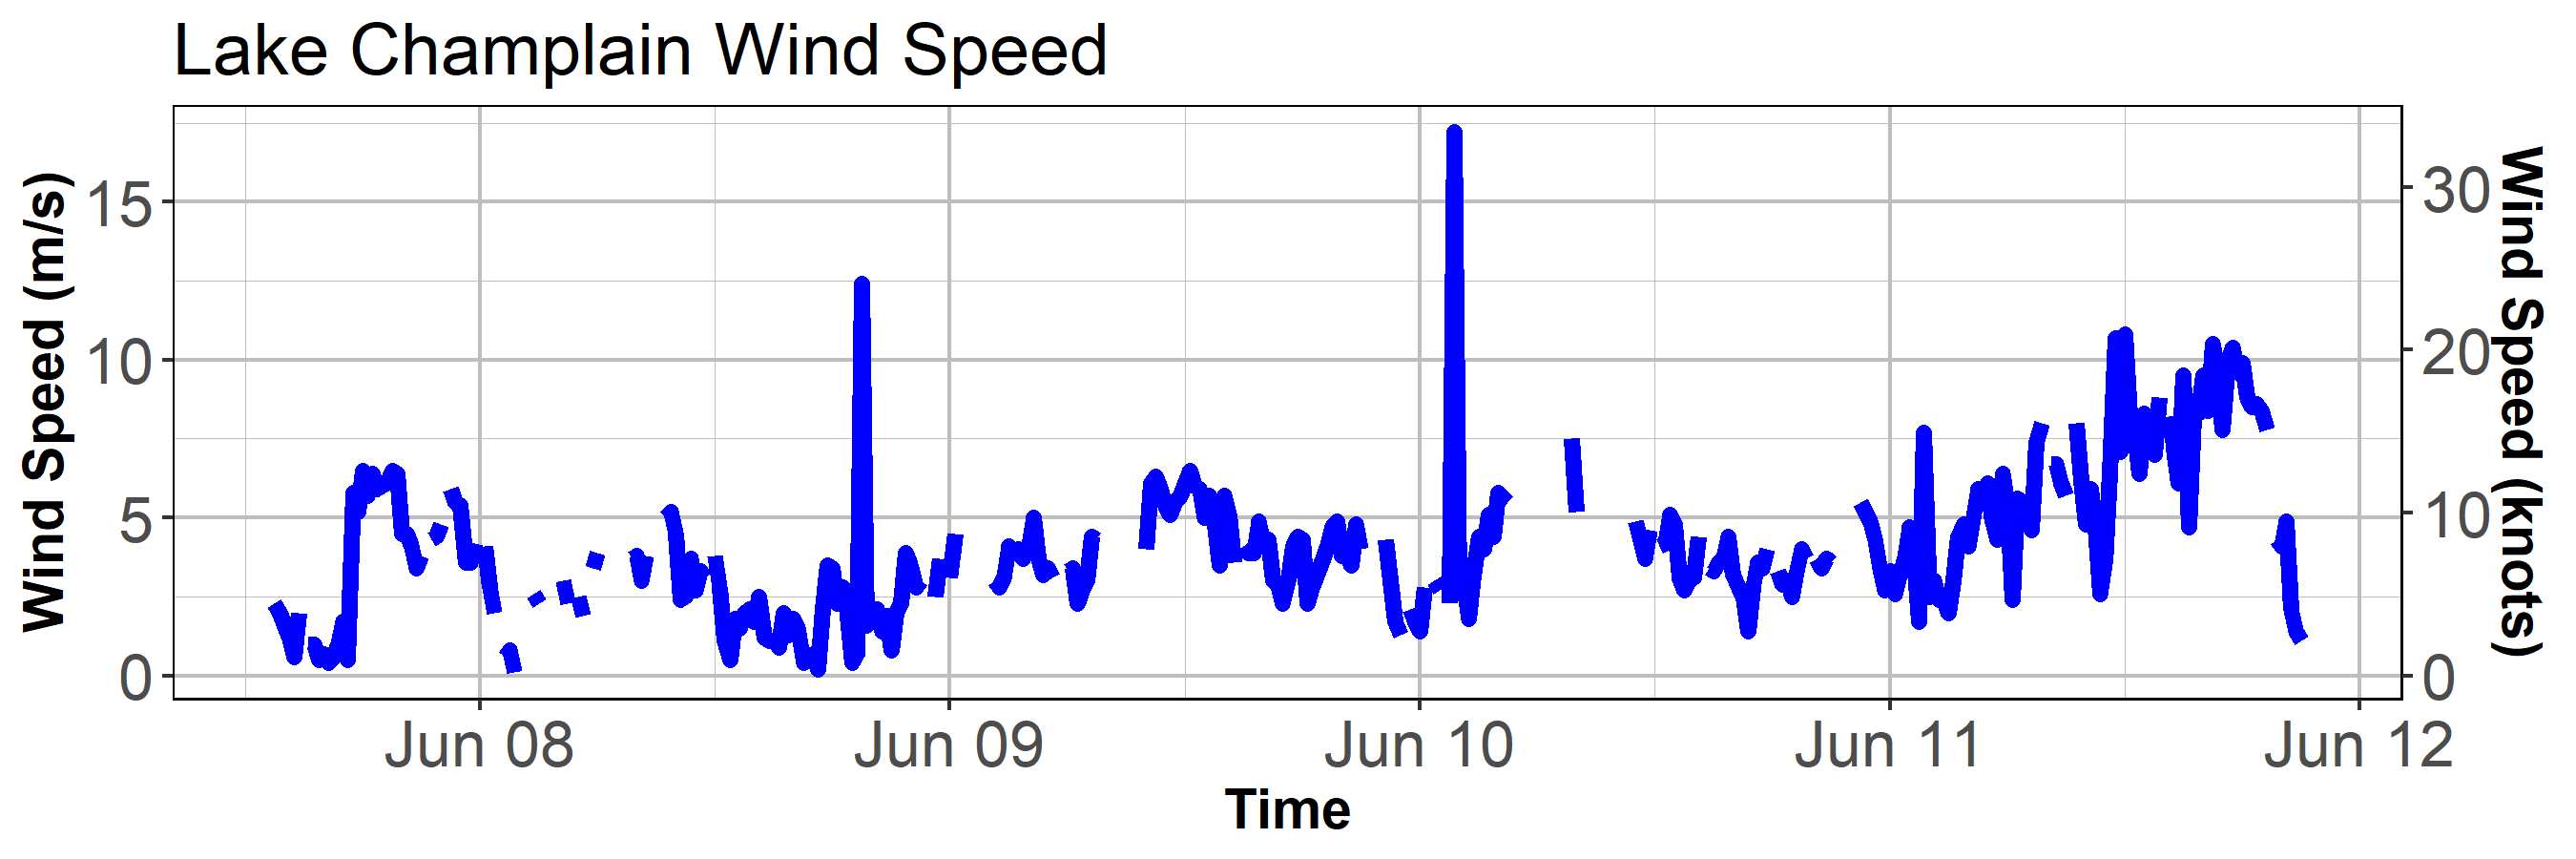 Lake Champlain Wind Speed
Wind Speed (m/s)
15
10
5
0
30
20
10
0
Wind Speed (knots)
Jun 08
Jun 09
Jun 10
Jun 11
Jun 12
Time